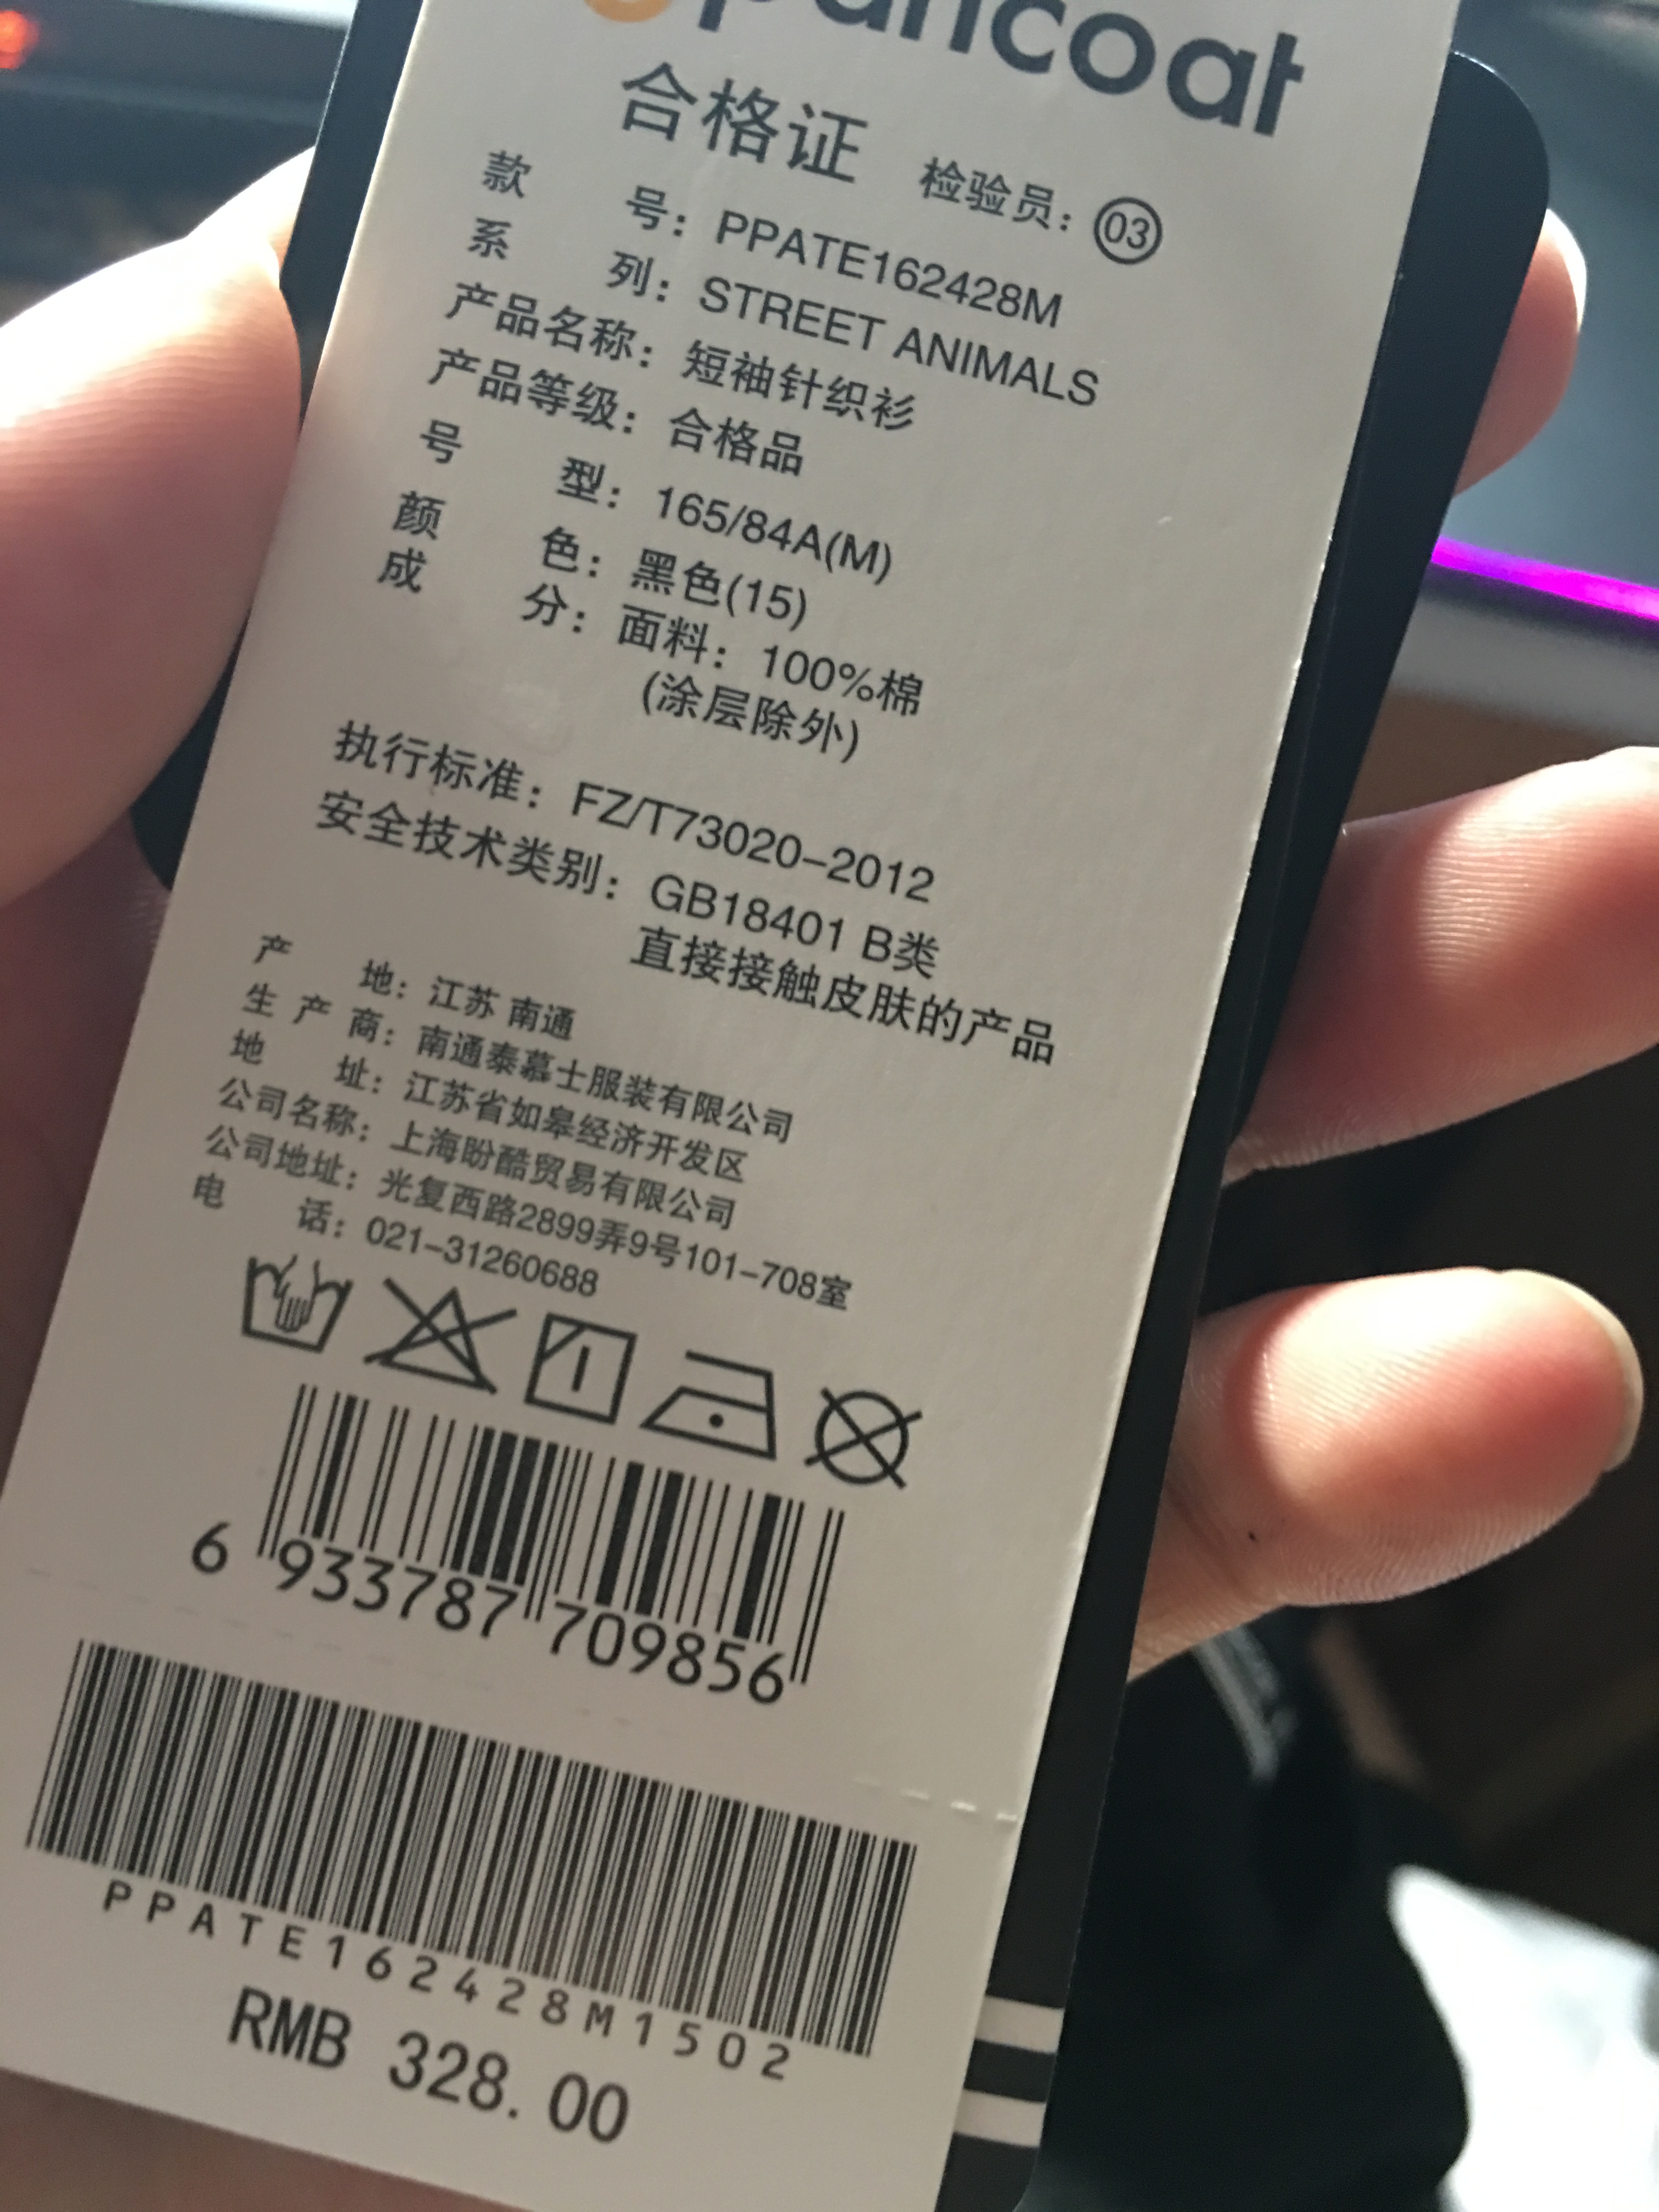 pancoat
合格证 检验员：03
款号：PPATE162428M
系列：STREET ANIMALS
产品名称：短袖针织衫
产品等级：合格品
号型：165/84A(M)
颜色：黑色(15)
成分：面料：100%棉
(涂层除外)
执行标准：FZ/T73020-2012
安全技术类别：GB18401 B类
直接接触皮肤的产品
产地：江苏 南通
生产商：南通泰慕士服装有限公司
地址：江苏省如皋经济开发区
公司名称：上海盼酷贸易有限公司
公司地址：光复西路2899弄9号101-708室
电话：021-31260688
6 933787 709856
PPATE162428M1502
RMB 328.00